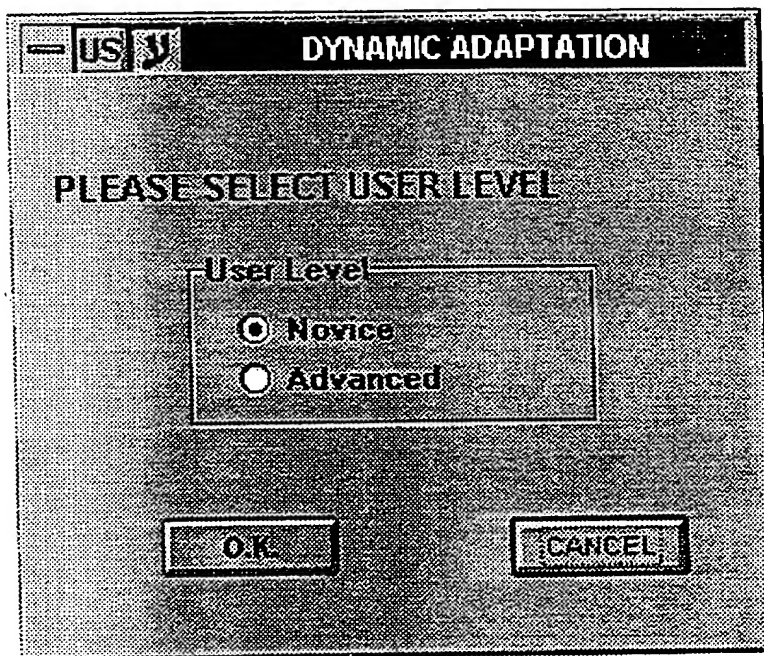 US ע DYNAMIC ADAPTATION
PLEASE SELECT USER LEVEL
User Level
Novice
Advanced
O.K. CANCEL